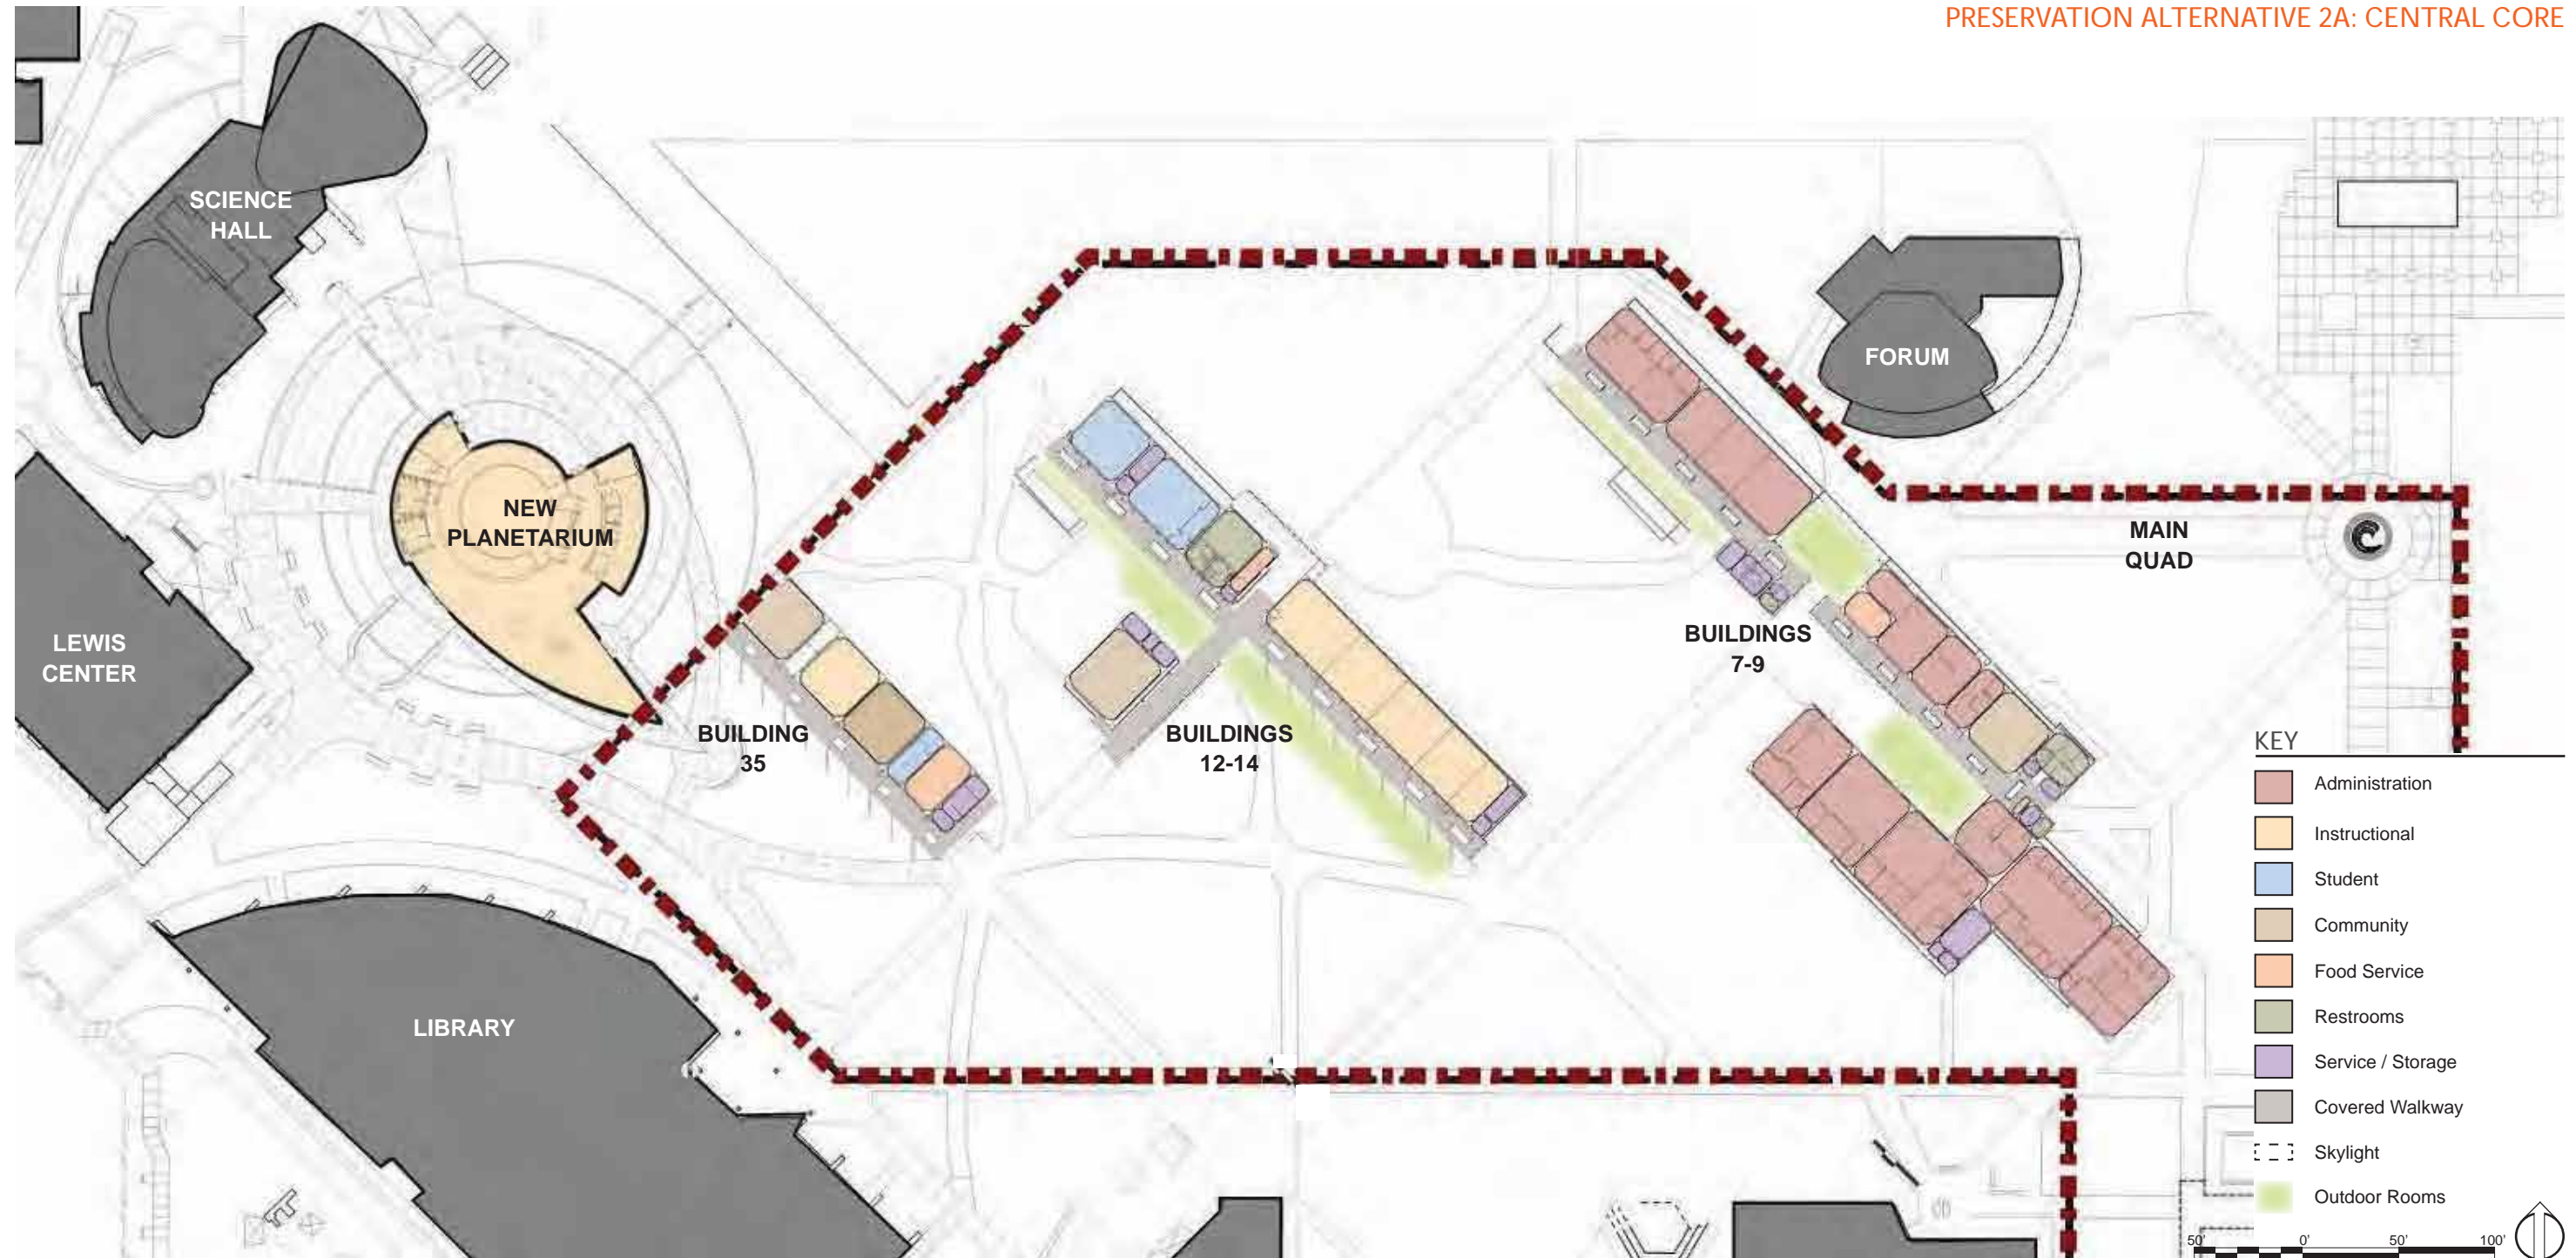 PRESERVATION ALTERNATIVE 2A: CENTRAL CORE
SCIENCE
HALL
FORUM
NEW
PLANETARIUM
MAIN
QUAD
LEWIS
CENTER
BUILDINGS
7-9
BUILDING
35
BUILDINGS
12-14
LIBRARY
KEY
Administration
Instructional
Student
Community
Food Service
Restrooms
Service / Storage
Covered Walkway
Skylight
Outdoor Rooms
50'
0'
50'
100'